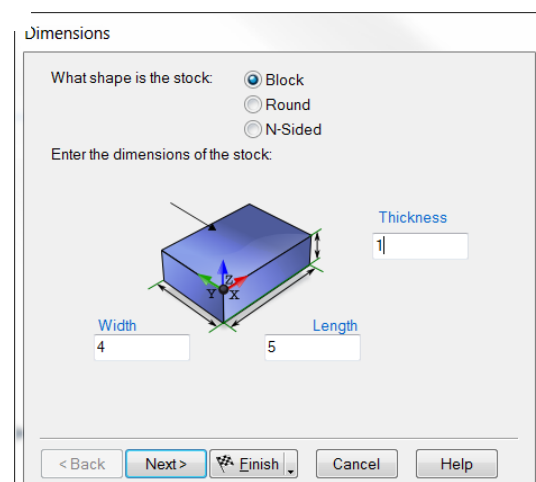 Dimensions
What shape is the stock: Block
Round
N-Sided
Enter the dimensions of the stock:
Thickness
1
Z
Y X
Width Length
4 5
< Back Next > Finish Cancel Help